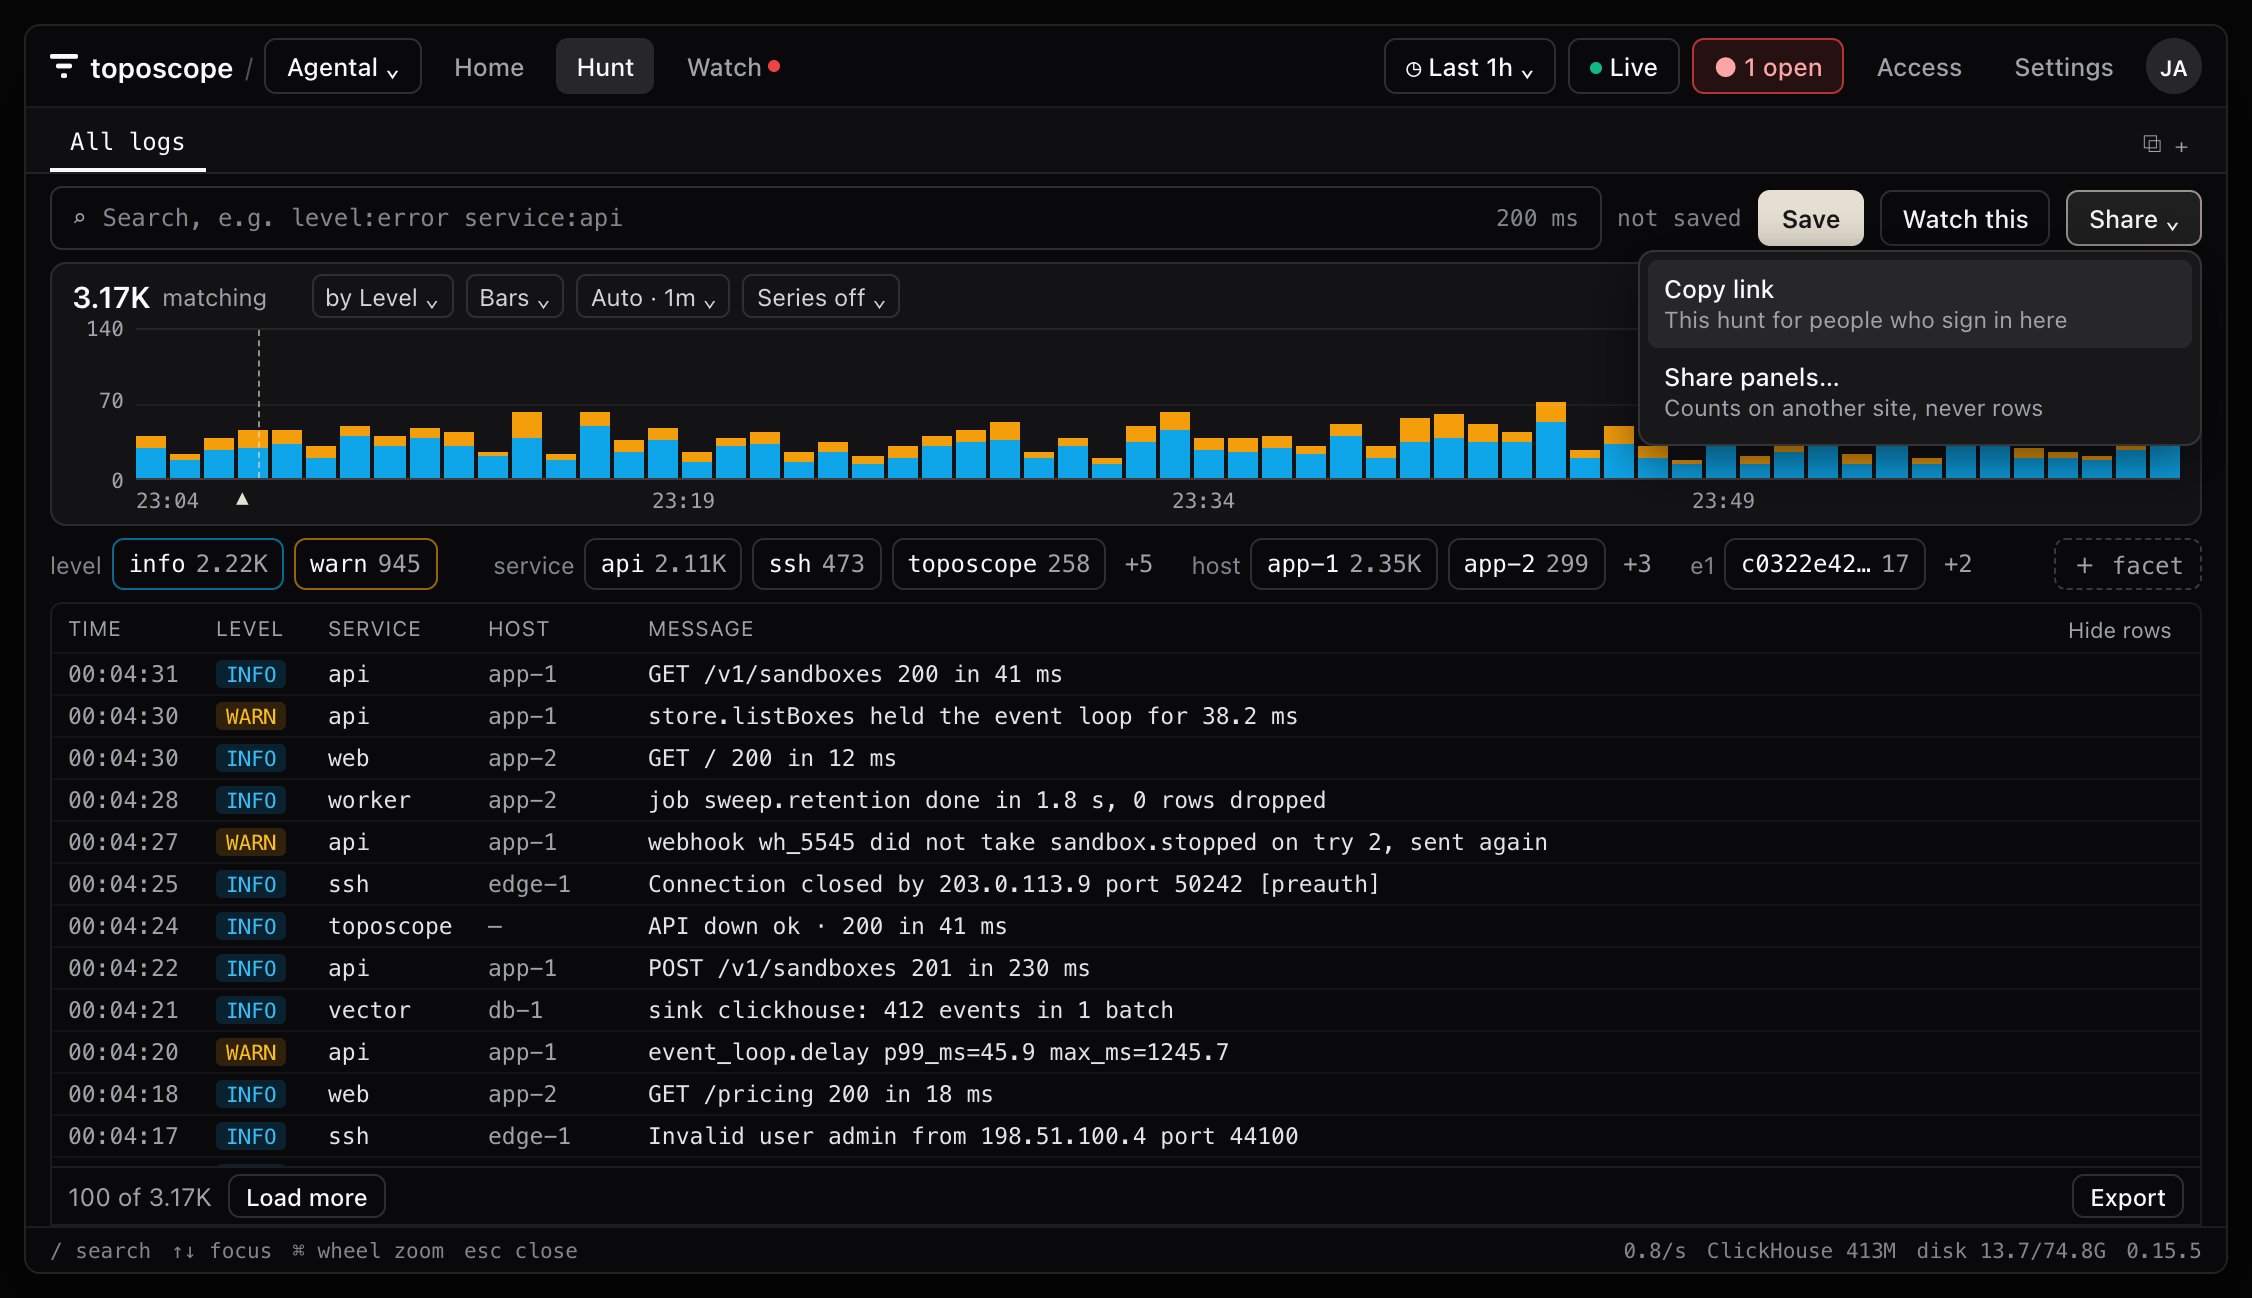 toposcope / Agental Home Hunt Watch Last 1h Live 1 open Access Settings JA
All logs +
Search, e.g. level:error service:api 200 ms not saved Save Watch this Share
3.17K matching by Level Bars Auto · 1m Series off
Copy link
This hunt for people who sign in here
Share panels...
Counts on another site, never rows
140
70
0
23:04 23:19 23:34 23:49
level info 2.22K warn 945 service api 2.11K ssh 473 toposcope 258 +5 host app-1 2.35K app-2 299 +3 e1 c0322e42… 17 +2 + facet
TIME LEVEL SERVICE HOST MESSAGE Hide rows
00:04:31 INFO api app-1 GET /v1/sandboxes 200 in 41 ms
00:04:30 WARN api app-1 store.listBoxes held the event loop for 38.2 ms
00:04:30 INFO web app-2 GET / 200 in 12 ms
00:04:28 INFO worker app-2 job sweep.retention done in 1.8 s, 0 rows dropped
00:04:27 WARN api app-1 webhook wh_5545 did not take sandbox.stopped on try 2, sent again
00:04:25 INFO ssh edge-1 Connection closed by 203.0.113.9 port 50242 [preauth]
00:04:24 INFO toposcope – API down ok · 200 in 41 ms
00:04:22 INFO api app-1 POST /v1/sandboxes 201 in 230 ms
00:04:21 INFO vector db-1 sink clickhouse: 412 events in 1 batch
00:04:20 WARN api app-1 event_loop.delay p99_ms=45.9 max_ms=1245.7
00:04:18 INFO web app-2 GET /pricing 200 in 18 ms
00:04:17 INFO ssh edge-1 Invalid user admin from 198.51.100.4 port 44100
100 of 3.17K Load more Export
/ search ↑↓ focus ⌘ wheel zoom esc close 0.8/s ClickHouse 413M disk 13.7/74.8G 0.15.5